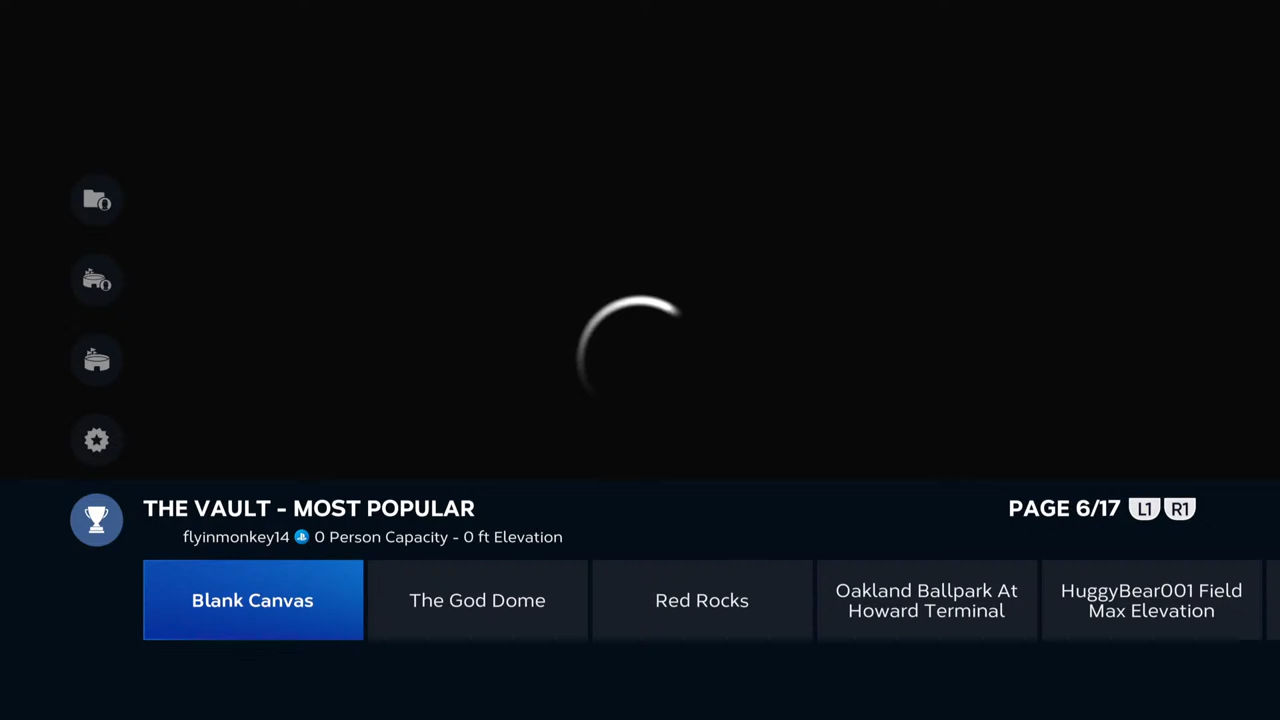 THE VAULT - MOST POPULAR
PAGE 6/17 L1 R1
flyinmonkey14 0 Person Capacity - 0 ft Elevation
Blank Canvas
The God Dome
Red Rocks
Oakland Ballpark At
Howard Terminal
HuggyBear001 Field
Max Elevation